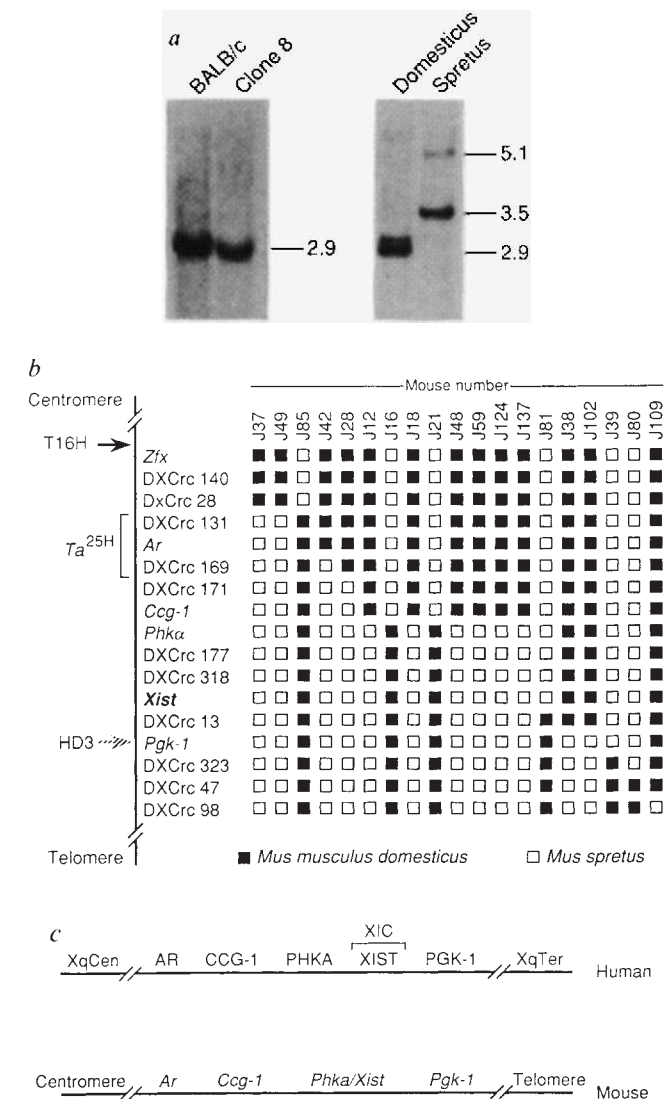 a
BALB/c
Clone 8
2.9
Domesticus
Spretus
5.1
3.5
2.9
b
Mouse number
Centromere
J37 J49 J85 J42 J28 J12 J16 J18 J21 J48 J59 J124 J137 J81 J38 J102 J39 J80 J109
T16H
Zfx
DXCrc 140
DxCrc 28
DXCrc 131
Ta25H
Ar
DXCrc 169
DXCrc 171
Ccg-1
Phkα
DXCrc 177
DXCrc 318
Xist
DXCrc 13
HD3
Pgk-1
DXCrc 323
DXCrc 47
DXCrc 98
Telomere
Mus musculus domesticus
Mus spretus
c
XIC
XqCen AR CCG-1 PHKA XIST PGK-1 XqTer
Human
Centromere Ar Ccg-1 Phka/Xist Pgk-1 Telomere
Mouse